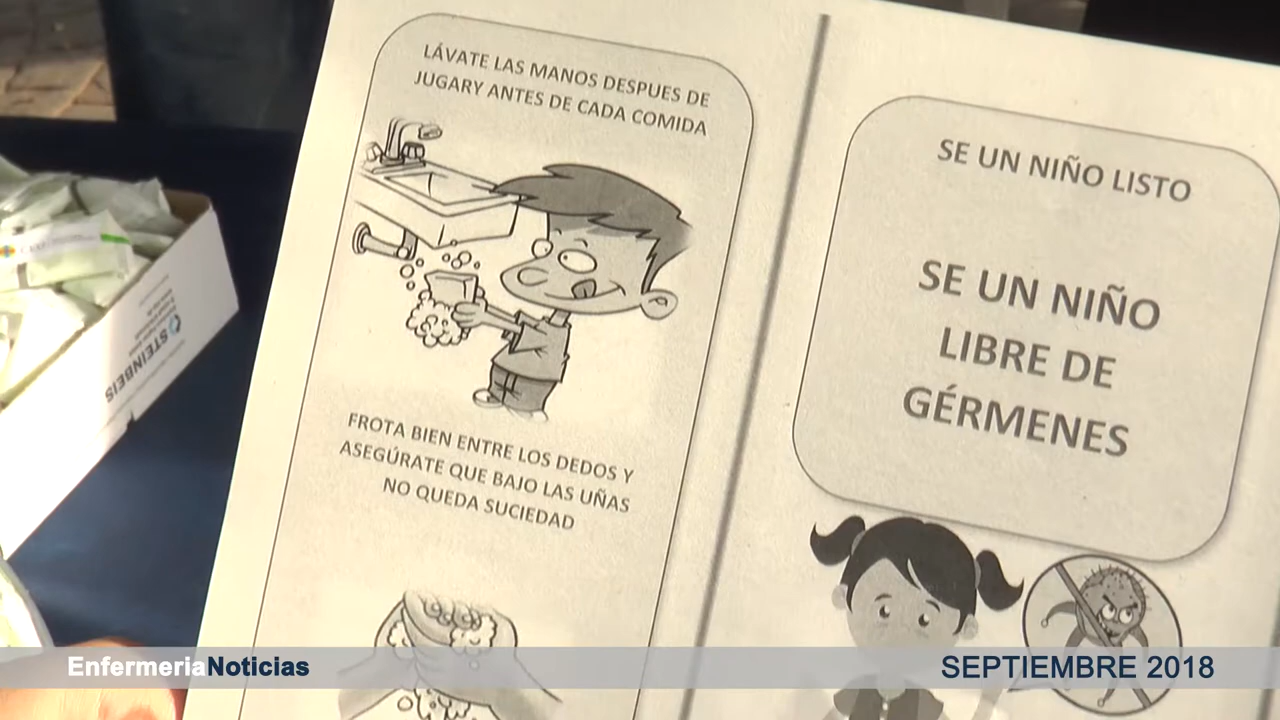 LÁVATE LAS MANOS DESPUES DE
JUGARY ANTES DE CADA COMIDA
FROTA BIEN ENTRE LOS DEDOS Y
ASEGÚRATE QUE BAJO LAS UÑAS
NO QUEDA SUCIEDAD
SE UN NIÑO LISTO
SE UN NIÑO
LIBRE DE
GÉRMENES
STEINBEIS
EnfermeriaNoticias
SEPTIEMBRE 2018